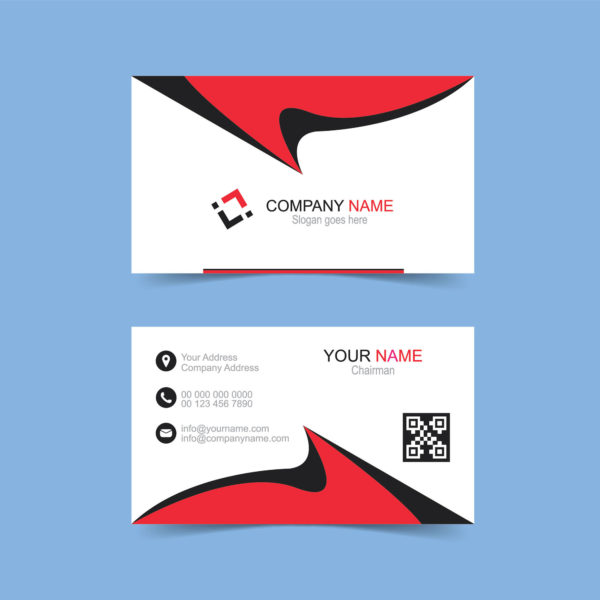 COMPANY NAME
Slogan goes here
Your Address
Company Address
00 000 000 0000
00 123 456 7890
info@yourname.com
info@companyname.com
YOUR NAME
Chairman